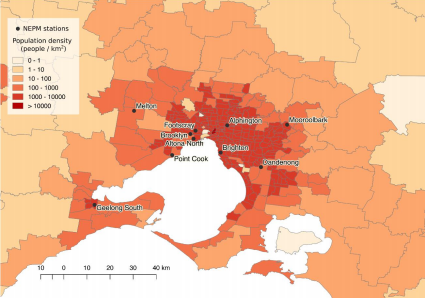 NEPM stations
Population density
(people / km²)
0 - 1
1 - 10
10 - 100
100 - 1000
1000 - 10000
> 10000
Melton
Footscray
Alphington
Mooroolbark
Brooklyn
Altona North
Brighton
Point Cook
Dandenong
Geelong South
10 0 10 20 30 40 km